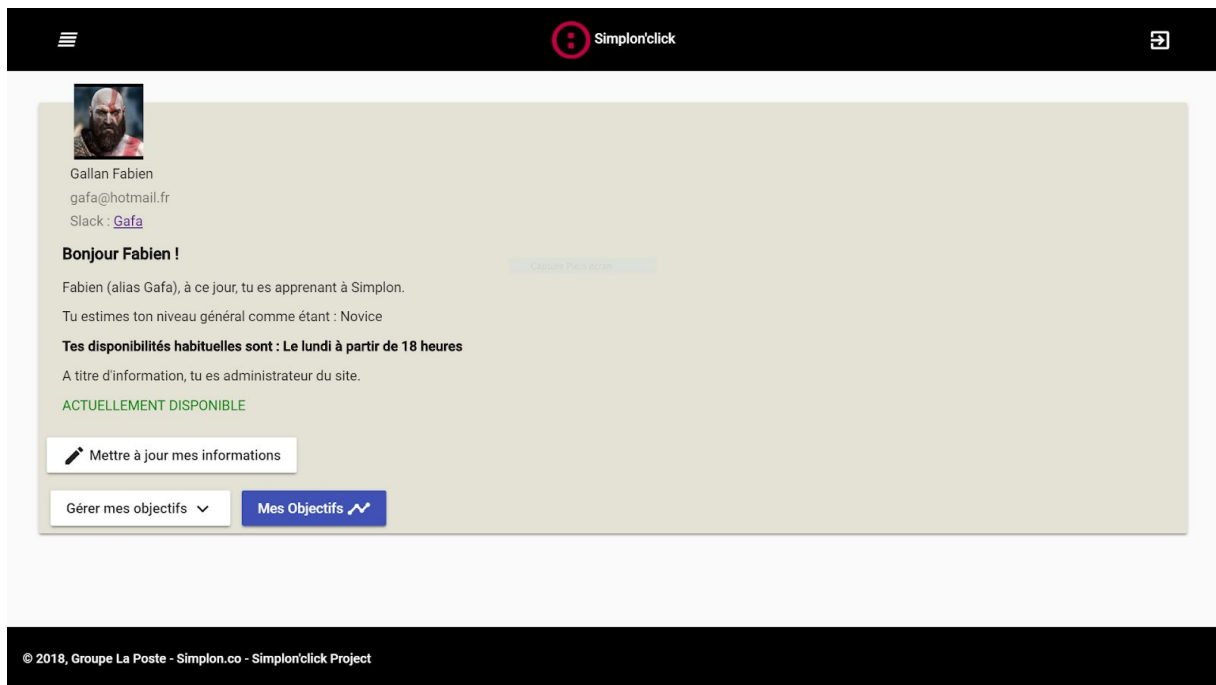 Simplon'click
Gallan Fabien
gafa@hotmail.fr
Slack : Gafa
Bonjour Fabien !
Fabien (alias Gafa), à ce jour, tu es apprenant à Simplon.
Tu estimes ton niveau général comme étant : Novice
Tes disponibilités habituelles sont : Le lundi à partir de 18 heures
A titre d'information, tu es administrateur du site.
ACTUELLEMENT DISPONIBLE
Capture Plein écran
Mettre à jour mes informations
Gérer mes objectifs
Mes Objectifs
© 2018, Groupe La Poste - Simplon.co - Simplon'click Project